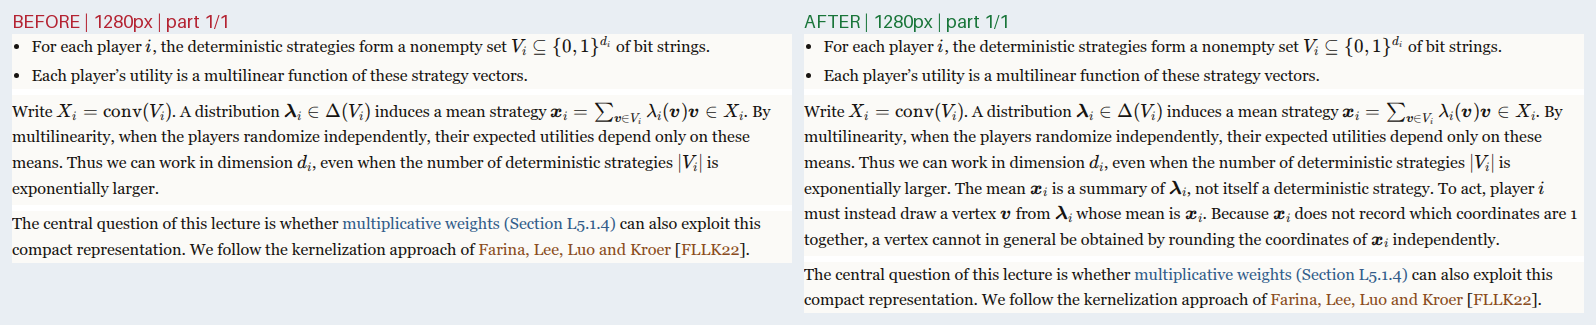 BEFORE | 1280px | part 1/1
• For each player i, the deterministic strategies form a nonempty set V_i ⊆ {0, 1}^{d_i} of bit strings.
• Each player’s utility is a multilinear function of these strategy vectors.
Write X_i = conv(V_i). A distribution λ_i ∈ Δ(V_i) induces a mean strategy x_i = ∑_{v∈V_i} λ_i(v)v ∈ X_i. By
multilinearity, when the players randomize independently, their expected utilities depend only on these
means. Thus we can work in dimension d_i, even when the number of deterministic strategies |V_i| is
exponentially larger.
The central question of this lecture is whether multiplicative weights (Section L5.1.4) can also exploit this
compact representation. We follow the kernelization approach of Farina, Lee, Luo and Kroer [FLLK22].
AFTER | 1280px | part 1/1
• For each player i, the deterministic strategies form a nonempty set V_i ⊆ {0, 1}^{d_i} of bit strings.
• Each player’s utility is a multilinear function of these strategy vectors.
Write X_i = conv(V_i). A distribution λ_i ∈ Δ(V_i) induces a mean strategy x_i = ∑_{v∈V_i} λ_i(v)v ∈ X_i. By
multilinearity, when the players randomize independently, their expected utilities depend only on these
means. Thus we can work in dimension d_i, even when the number of deterministic strategies |V_i| is
exponentially larger. The mean x_i is a summary of λ_i, not itself a deterministic strategy. To act, player i
must instead draw a vertex v from λ_i whose mean is x_i. Because x_i does not record which coordinates are 1
together, a vertex cannot in general be obtained by rounding the coordinates of x_i independently.
The central question of this lecture is whether multiplicative weights (Section L5.1.4) can also exploit this
compact representation. We follow the kernelization approach of Farina, Lee, Luo and Kroer [FLLK22].